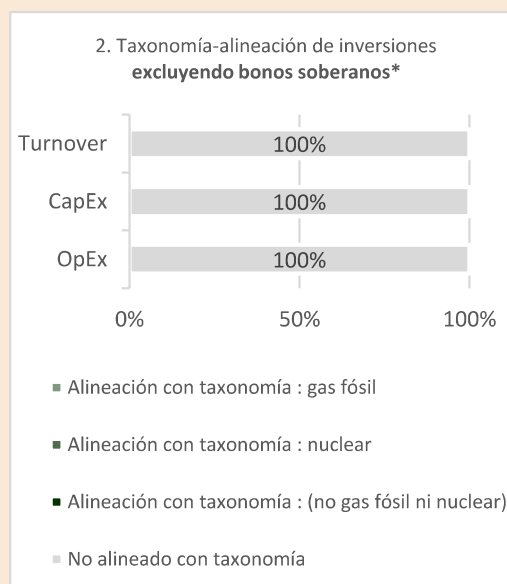 2. Taxonomía-alineación de inversiones
excluyendo bonos soberanos*
Turnover 100%
CapEx 100%
OpEx 100%
0% 50% 100%
Alineación con taxonomía : gas fósil
Alineación con taxonomía : nuclear
Alineación con taxonomía : (no gas fósil ni nuclear)
No alineado con taxonomía